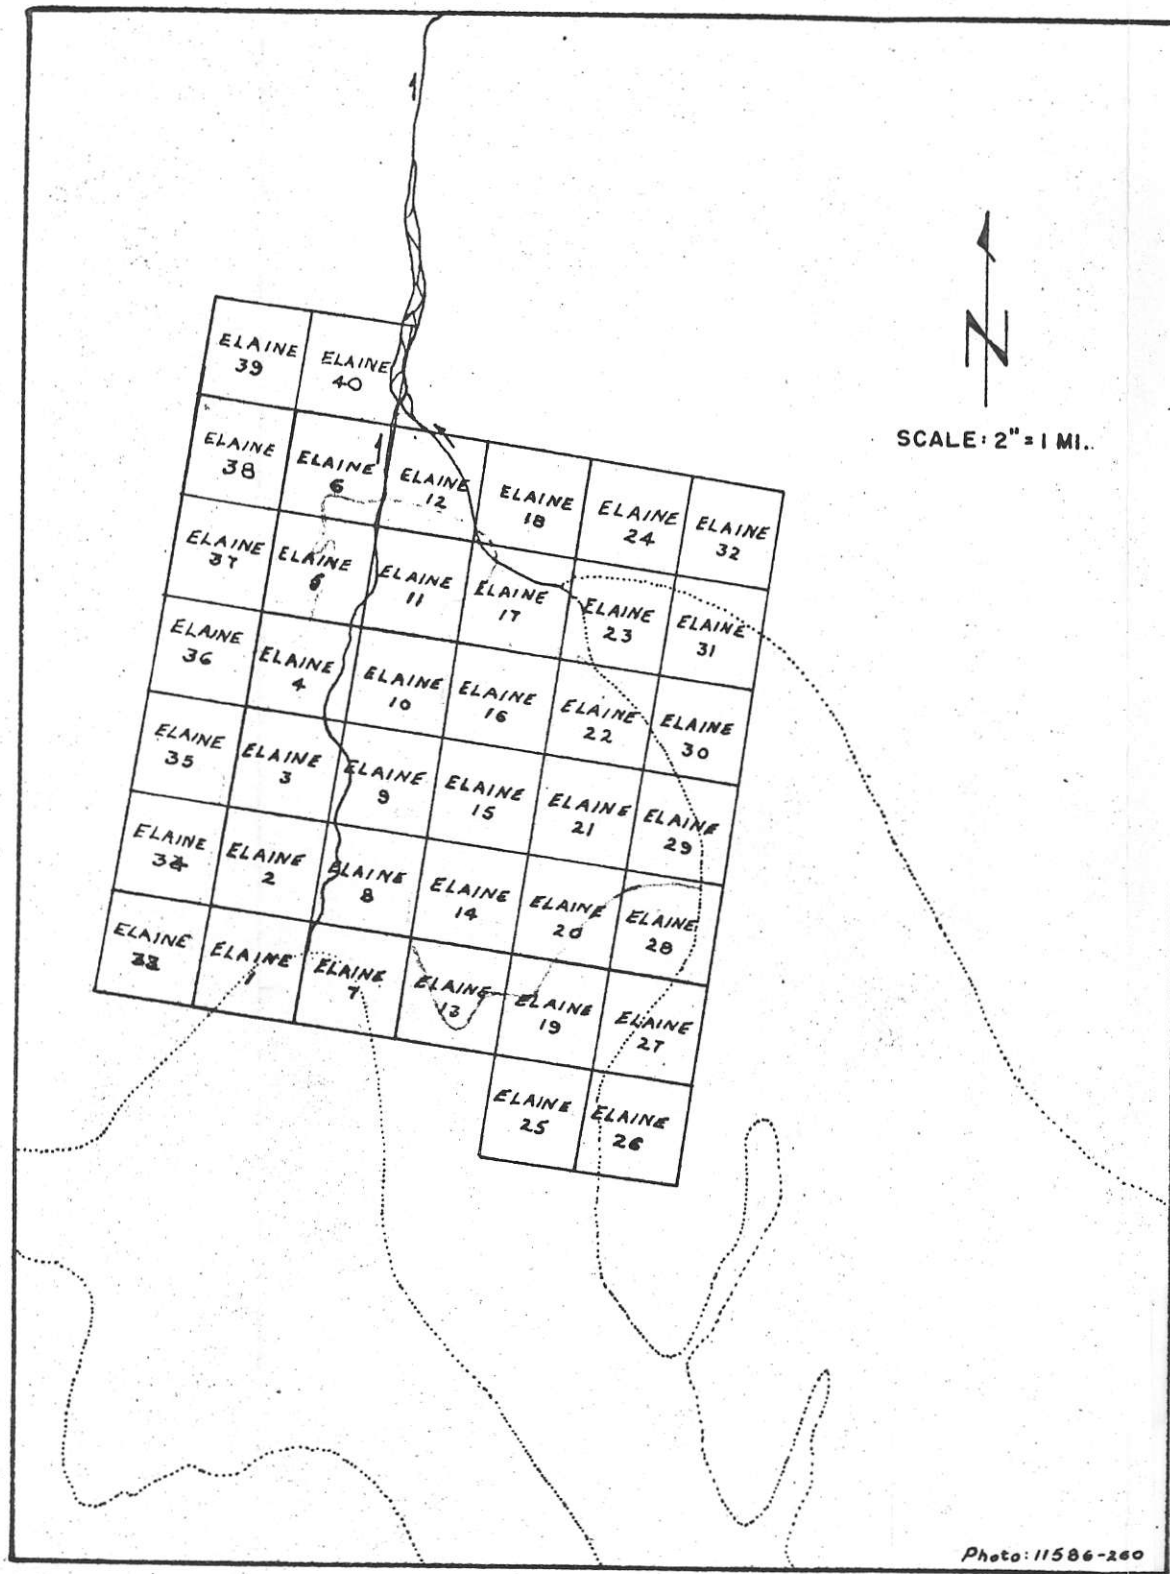 N
SCALE: 2" = 1 MI..
ELAINE
39
ELAINE
40
ELAINE
38
ELAINE
6
ELAINE
12
ELAINE
18
ELAINE
24
ELAINE
32
ELAINE
37
ELAINE
ELAINE
11
ELAINE
17
ELAINE
23
ELAINE
31
ELAINE
36
ELAINE
4
ELAINE
10
ELAINE
16
ELAINE
22
ELAINE
30
ELAINE
35
ELAINE
3
ELAINE
9
ELAINE
15
ELAINE
21
ELAINE
29
ELAINE
34
ELAINE
2
ELAINE
8
ELAINE
14
ELAINE
20
ELAINE
28
ELAINE
33
ELAINE
1
ELAINE
7
ELAINE
13
ELAINE
19
ELAINE
27
ELAINE
25
ELAINE
26
Photo: 11586-260